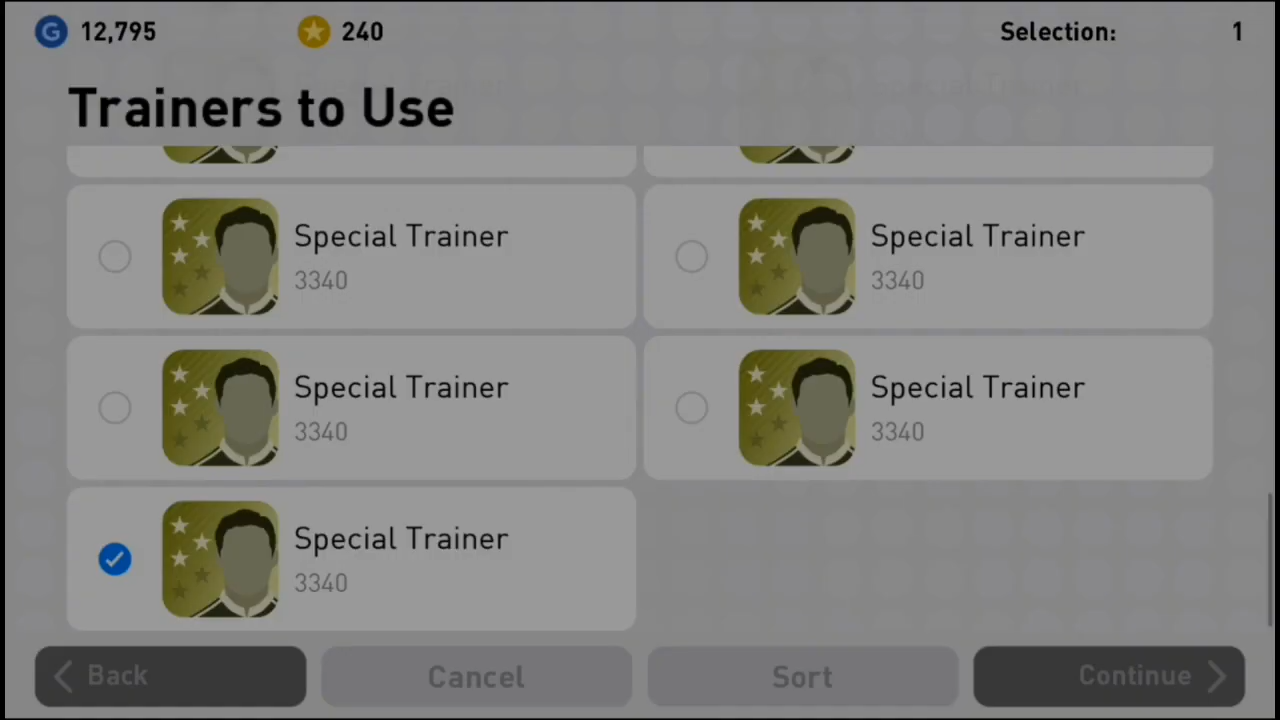 G 12,795 240 Selection: 1
Trainers to Use
Special Trainer Special Trainer
3340 3340
Special Trainer Special Trainer
3340 3340
Special Trainer
3340
Back Cancel Sort Continue